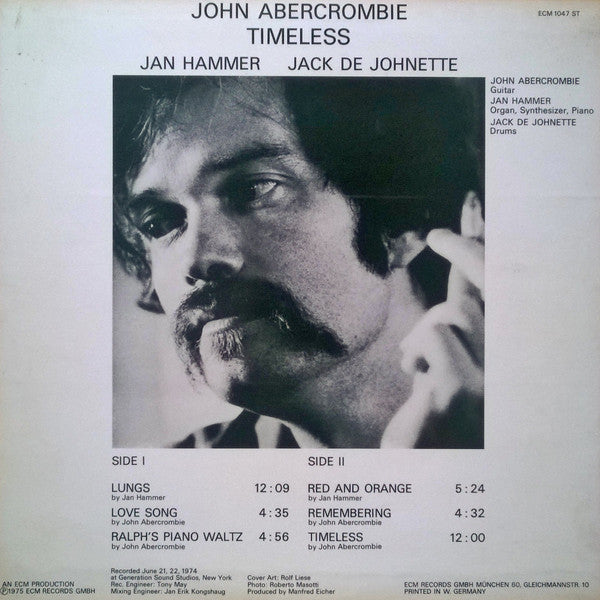 JOHN ABERCROMBIE
ECM 1047 ST
TIMELESS
JAN HAMMER JACK DE JOHNETTE
JOHN ABERCROMBIE
Guitar
JAN HAMMER
Organ, Synthesizer, Piano
JACK DE JOHNETTE
Drums
SIDE I
LUNGS 12:09
by Jan Hammer
LOVE SONG 4:35
by John Abercrombie
RALPH'S PIANO WALTZ 4:56
by John Abercrombie
SIDE II
RED AND ORANGE 5:24
by Jan Hammer
REMEMBERING 4:32
by John Abercrombie
TIMELESS 12:00
by John Abercrombie
AN ECM PRODUCTION
Ⓟ1975 ECM RECORDS GMBH
Recorded June 21, 22, 1974
at Generation Sound Studios, New York
Rec. Engineer: Tony May
Mixing Engineer: Jan Erik Kongshaug
Cover Art: Rolf Liese
Photo: Roberto Masotti
Produced by Manfred Eicher
ECM RECORDS GMBH MÜNCHEN 60, GLEICHMANNSTR. 10
PRINTED IN W. GERMANY